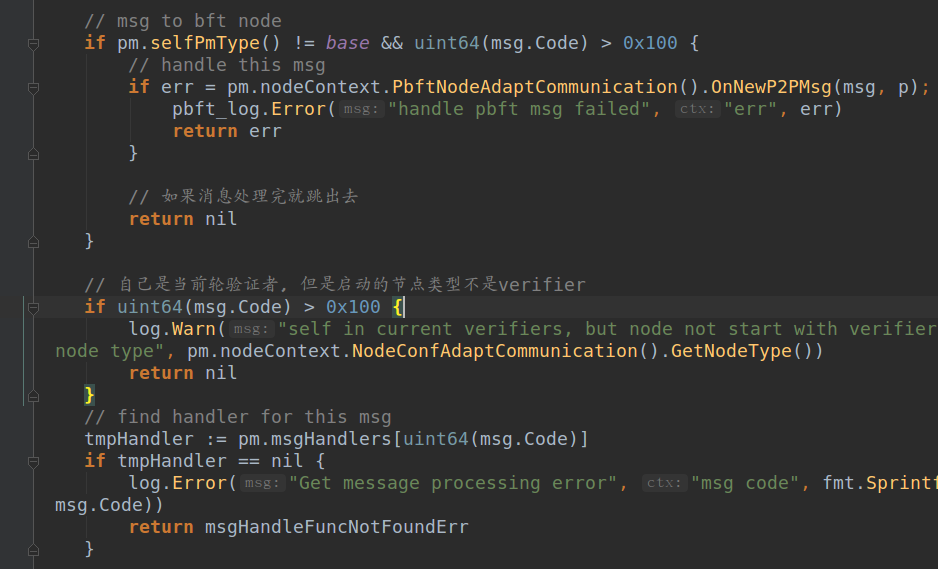 // msg to bft node
if pm.selfPmType() != base && uint64(msg.Code) > 0x100 {
// handle this msg
if err = pm.nodeContext.PbftNodeAdaptCommunication().OnNewP2PMsg(msg, p);
pbft_log.Error( msg: "handle pbft msg failed", ctx: "err", err)
return err
}
// 如果消息处理完就跳出去
return nil
}
// 自己是当前轮验证者, 但是启动的节点类型不是verifier
if uint64(msg.Code) > 0x100 {
log.Warn( msg: "self in current verifiers, but node not start with verifier
node type", pm.nodeContext.NodeConfAdaptCommunication().GetNodeType())
return nil
}
// find handler for this msg
tmpHandler := pm.msgHandlers[uint64(msg.Code)]
if tmpHandler == nil {
log.Error( msg: "Get message processing error", ctx: "msg code", fmt.Sprintf
msg.Code))
return msgHandleFuncNotFoundErr
}